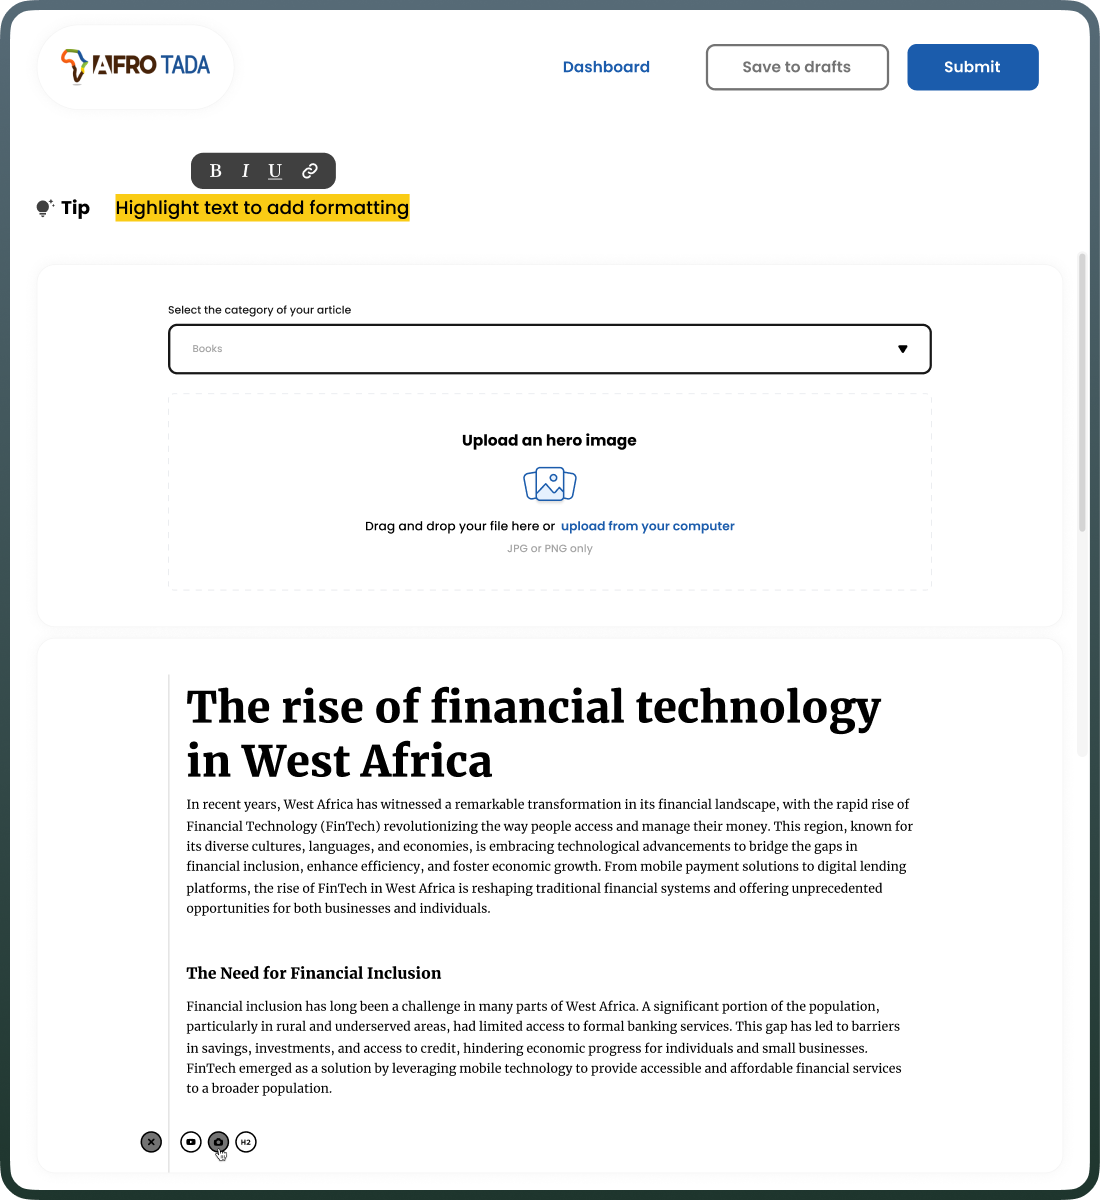 AFRO TADA
Dashboard
Save to drafts
Submit
B I U
Tip
Highlight text to add formatting
Select the category of your article
Books
Upload an hero image
Drag and drop your file here or upload from your computer
JPG or PNG only
The rise of financial technology
in West Africa
In recent years, West Africa has witnessed a remarkable transformation in its financial landscape, with the rapid rise of
Financial Technology (FinTech) revolutionizing the way people access and manage their money. This region, known for
its diverse cultures, languages, and economies, is embracing technological advancements to bridge the gaps in
financial inclusion, enhance efficiency, and foster economic growth. From mobile payment solutions to digital lending
platforms, the rise of FinTech in West Africa is reshaping traditional financial systems and offering unprecedented
opportunities for both businesses and individuals.
The Need for Financial Inclusion
Financial inclusion has long been a challenge in many parts of West Africa. A significant portion of the population,
particularly in rural and underserved areas, had limited access to formal banking services. This gap has led to barriers
in savings, investments, and access to credit, hindering economic progress for individuals and small businesses.
FinTech emerged as a solution by leveraging mobile technology to provide accessible and affordable financial services
to a broader population.
H2